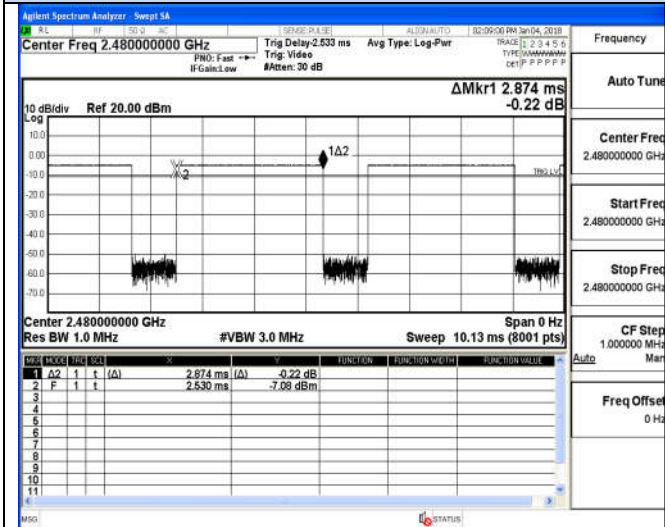 Agilent Spectrum Analyzer - Swept SA
RL RF 50 Ω AC SENSE:PULSE ALIGN AUTO 02:09:00 PM Jan 04, 2018
Center Freq 2.480000000 GHz
PNO: Fast
IFGain:Low
Trig Delay-2.533 ms
Trig: Video
#Atten: 30 dB
Avg Type: Log-Pwr
TRACE 1 2 3 4 5 6
TYPE WWWWWW
DET P P P P P P
Frequency
Auto Tune
ΔMkr1 2.874 ms
-0.22 dB
10 dB/div Ref 20.00 dBm
Log
10.0
0.00
-10.0
-20.0
-30.0
-40.0
-50.0
-60.0
-70.0
1Δ2
2
TRIG LVL
Center Freq
2.480000000 GHz
Start Freq
2.480000000 GHz
Stop Freq
2.480000000 GHz
CF Step
1.000000 MHz
Auto Man
Freq Offset
0 Hz
Center 2.480000000 GHz Span 0 Hz
Res BW 1.0 MHz #VBW 3.0 MHz Sweep 10.13 ms (8001 pts)
MKR MODE TRC SCL X Y FUNCTION FUNCTION WIDTH FUNCTION VALUE
1 Δ2 1 t (Δ) 2.874 ms (Δ) -0.22 dB
2 F 1 t 2.530 ms -7.08 dBm
3
4
5
6
7
8
9
10
11
MSG STATUS